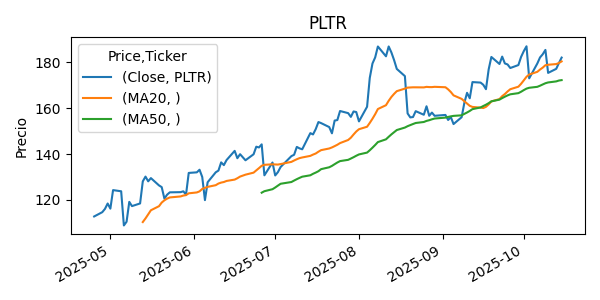 PLTR
Price,Ticker
(Close, PLTR)
(MA20, )
(MA50, )
Precio
180
160
140
120
2025-05
2025-06
2025-07
2025-08
2025-09
2025-10